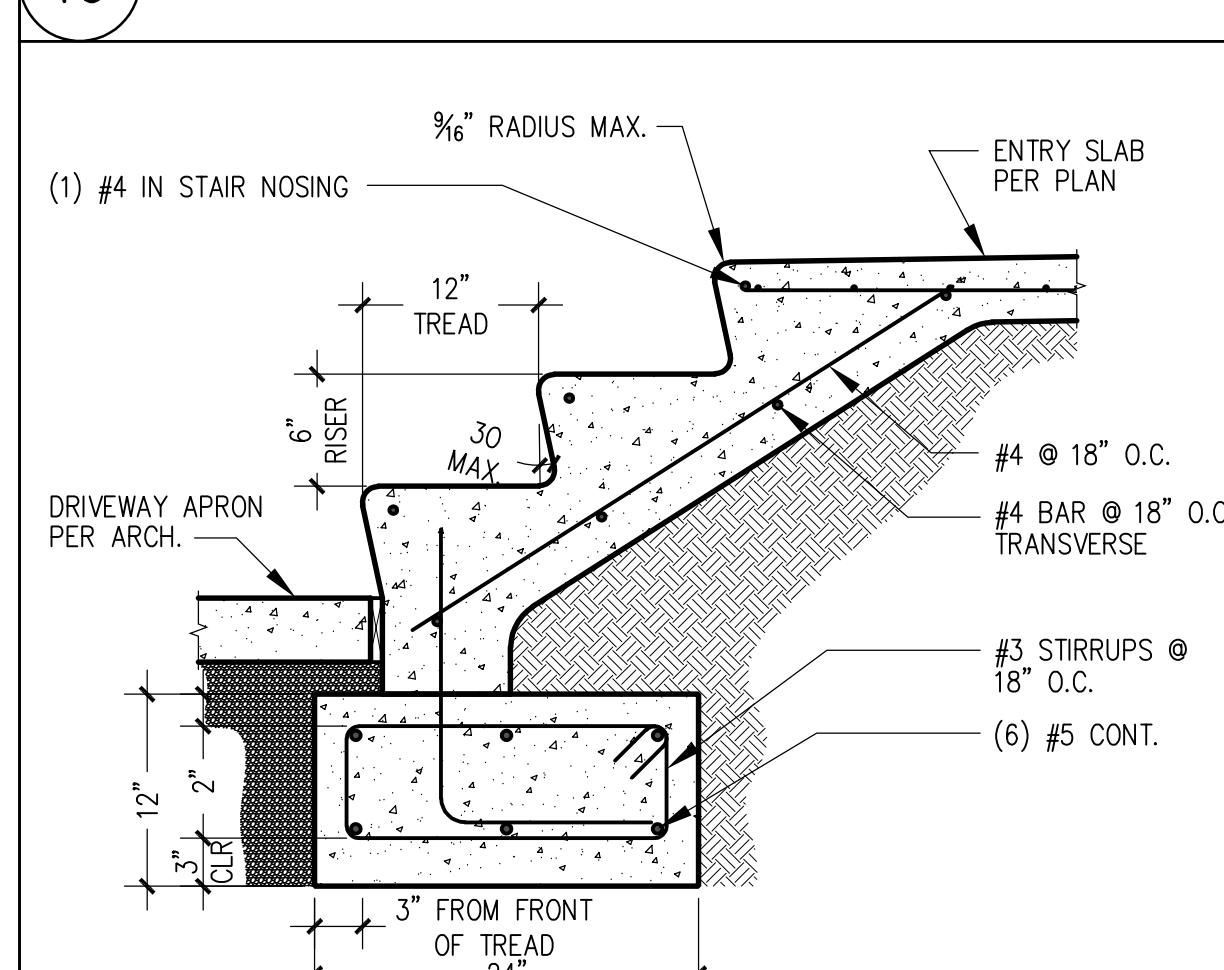 9⁄16" RADIUS MAX.
(1) #4 IN STAIR NOSING
ENTRY SLAB
PER PLAN
12"
TREAD
6"
RISER
30
MAX.
DRIVEWAY APRON
PER ARCH.
#4 @ 18" O.C.
#4 BAR @ 18" O.C
TRANSVERSE
#3 STIRRUPS @
18" O.C.
(6) #5 CONT.
12"
2"
3"
CLR
3" FROM FRONT
OF TREAD
24"